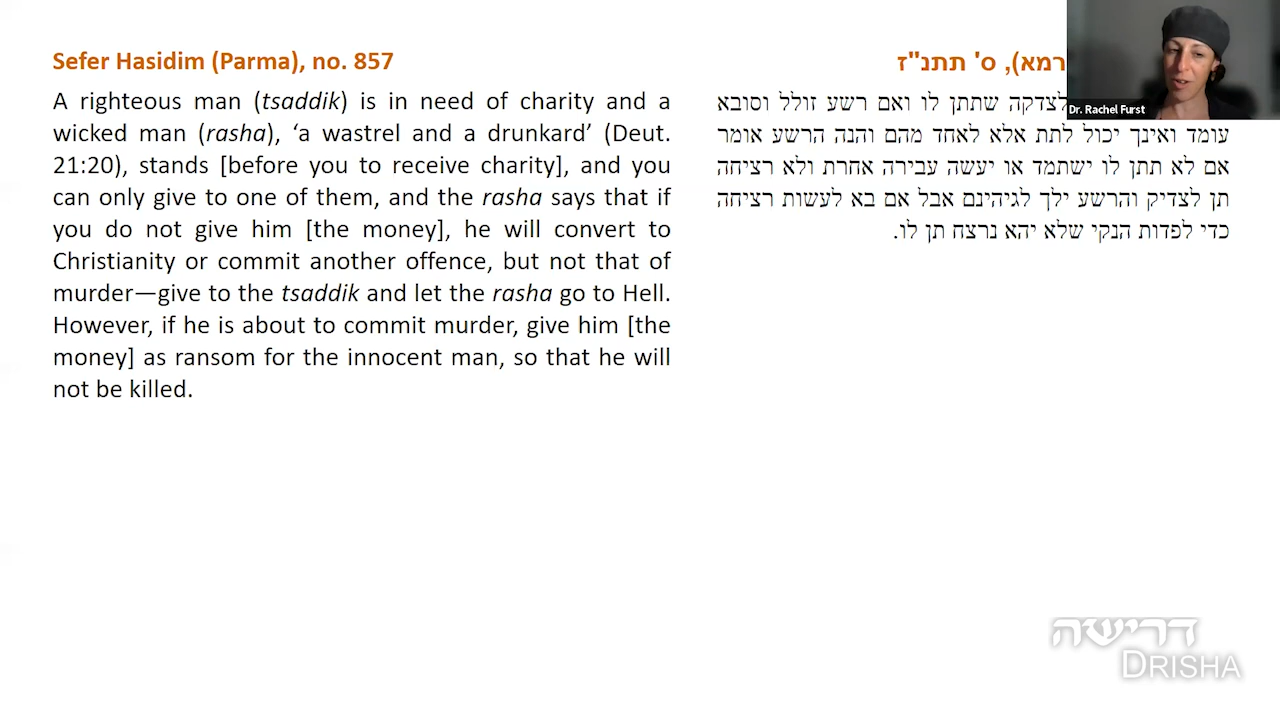 Sefer Hasidim (Parma), no. 857
A righteous man (tsaddik) is in need of charity and a
wicked man (rasha), ‘a wastrel and a drunkard’ (Deut.
21:20), stands [before you to receive charity], and you
can only give to one of them, and the rasha says that if
you do not give him [the money], he will convert to
Christianity or commit another offence, but not that of
murder—give to the tsaddik and let the rasha go to Hell.
However, if he is about to commit murder, give him [the
money] as ransom for the innocent man, so that he will
not be killed.
רמא), ס' תתנ"ז
לצדקה שתתן לו ואם רשע זולל וסובא
עומד ואינך יכול לתת אלא לאחד מהם והנה הרשע אומר
אם לא תתן לו ישתמד או יעשה עבירה אחרת ולא רציחה
תן לצדיק והרשע ילך לגיהינם אבל אם בא לעשות רציחה
כדי לפדות הנקי שלא יהא נרצח תן לו.
Dr. Rachel Furst
דרישה
DRISHA